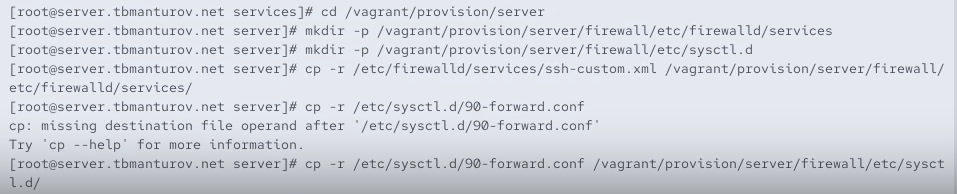 [root@server.tbmanturov.net services]# cd /vagrant/provision/server
[root@server.tbmanturov.net server]# mkdir -p /vagrant/provision/server/firewall/etc/firewalld/services
[root@server.tbmanturov.net server]# mkdir -p /vagrant/provision/server/firewall/etc/sysctl.d
[root@server.tbmanturov.net server]# cp -r /etc/firewalld/services/ssh-custom.xml /vagrant/provision/server/firewall/
etc/firewalld/services/
[root@server.tbmanturov.net server]# cp -r /etc/sysctl.d/90-forward.conf
cp: missing destination file operand after '/etc/sysctl.d/90-forward.conf'
Try 'cp --help' for more information.
[root@server.tbmanturov.net server]# cp -r /etc/sysctl.d/90-forward.conf /vagrant/provision/server/firewall/etc/sysct
l.d/